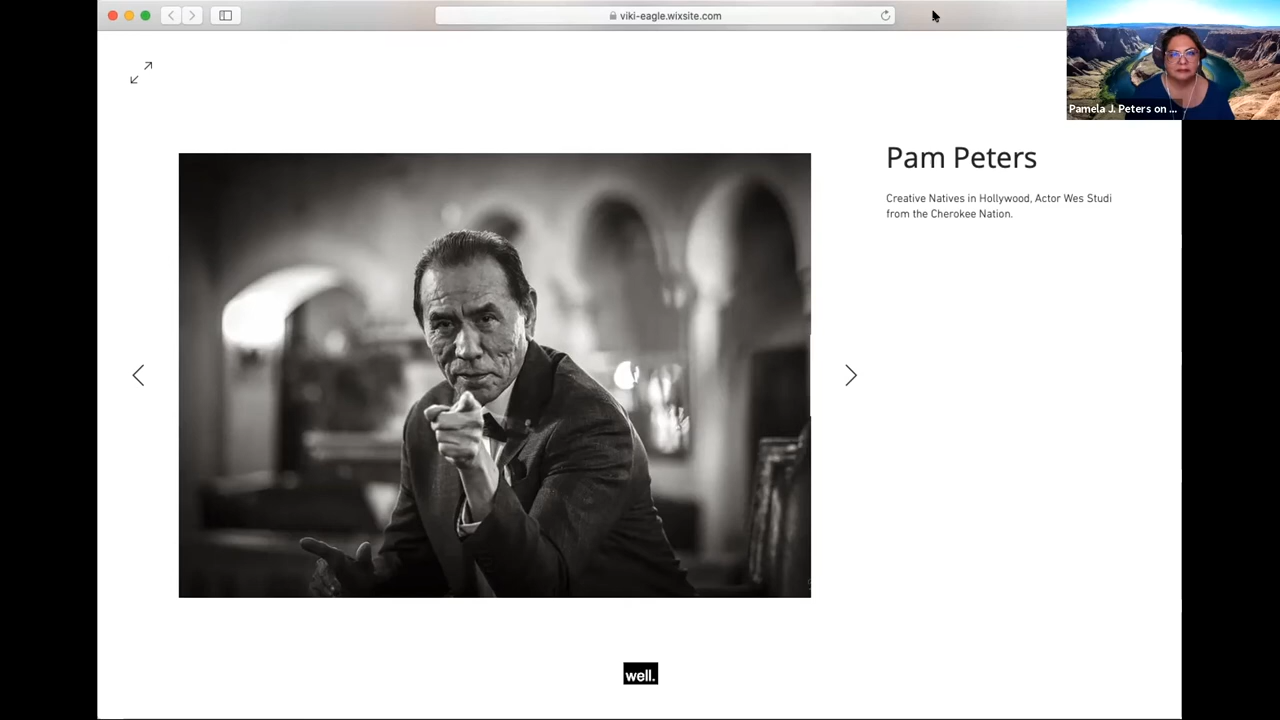 viki-eagle.wixsite.com
Pamela J. Peters on ...
Pam Peters
Creative Natives in Hollywood, Actor Wes Studi
from the Cherokee Nation.
well.